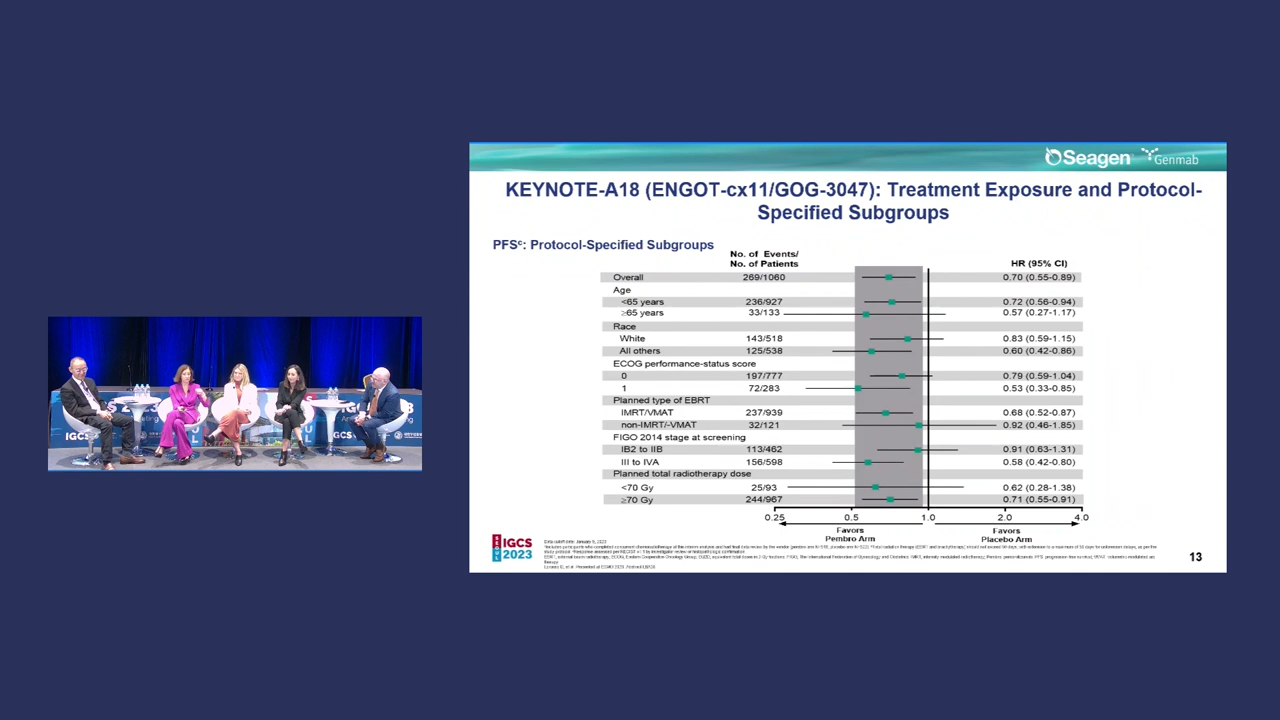 Seagen Genmab
KEYNOTE-A18 (ENGOT-cx11/GOG-3047): Treatment Exposure and Protocol-
Specified Subgroups
PFSᶜ: Protocol-Specified Subgroups
No. of Events/
No. of Patients
HR (95% CI)
Overall 269/1060 0.70 (0.55-0.89)
Age
<65 years 236/927 0.72 (0.56-0.94)
≥65 years 33/133 0.57 (0.27-1.17)
Race
White 143/518 0.83 (0.59-1.15)
All others 125/538 0.60 (0.42-0.86)
ECOG performance-status score
0 197/777 0.79 (0.59-1.04)
1 72/283 0.53 (0.33-0.85)
Planned type of EBRT
IMRT/VMAT 237/939 0.68 (0.52-0.87)
non-IMRT/-VMAT 32/121 0.92 (0.46-1.85)
FIGO 2014 stage at screening
IB2 to IIB 113/462 0.91 (0.63-1.31)
III to IVA 156/598 0.58 (0.42-0.80)
Planned total radiotherapy dose
<70 Gy 25/93 0.62 (0.28-1.38)
≥70 Gy 244/967 0.71 (0.55-0.91)
0.25 0.5 1.0 2.0 4.0
Favors
Pembro Arm
Favors
Placebo Arm
IGCS
2023
13
IGCS
IGCS